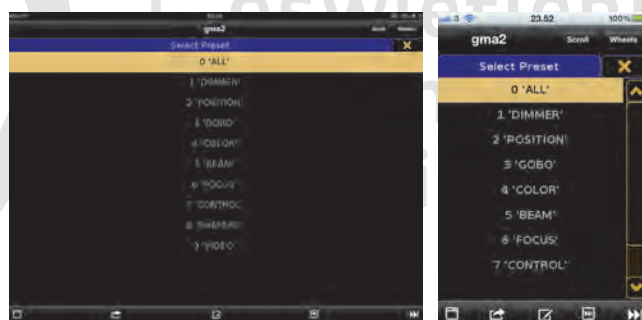 gma2
Select Preset
0 'ALL'
1 'DIMMER'
2 'POSITION'
3 'GOBO'
4 'COLOR'
5 'BEAM'
6 'FOCUS'
7 'CONTROL'
3 23.52 100%
gma2 Scroll Wheels
Select Preset
0 'ALL'
1 'DIMMER'
2 'POSITION'
3 'GOBO'
4 'COLOR'
5 'BEAM'
6 'FOCUS'
7 'CONTROL'